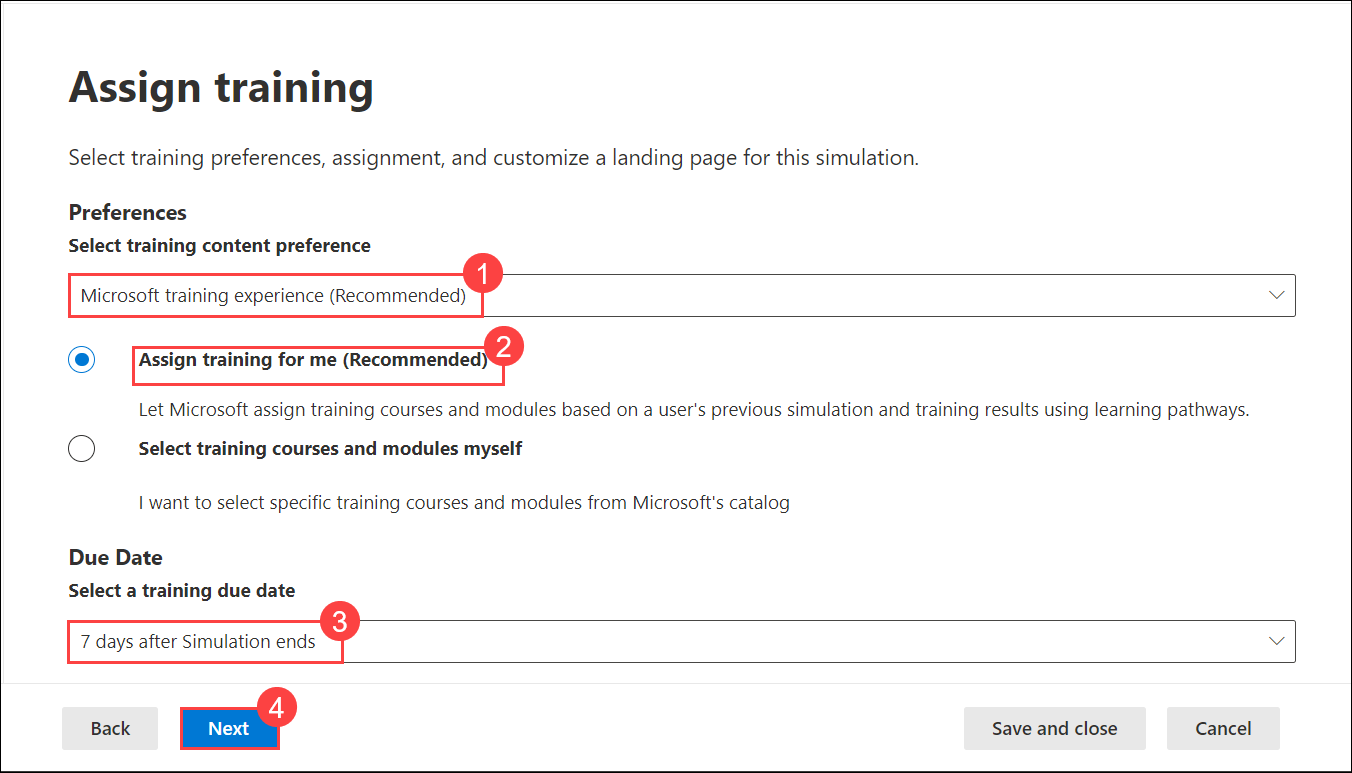 Assign training
Select training preferences, assignment, and customize a landing page for this simulation.
Preferences
Select training content preference
1
Microsoft training experience (Recommended)
2
Assign training for me (Recommended)
Let Microsoft assign training courses and modules based on a user's previous simulation and training results using learning pathways.
Select training courses and modules myself
I want to select specific training courses and modules from Microsoft's catalog
Due Date
Select a training due date
3
7 days after Simulation ends
4
Back Next Save and close Cancel